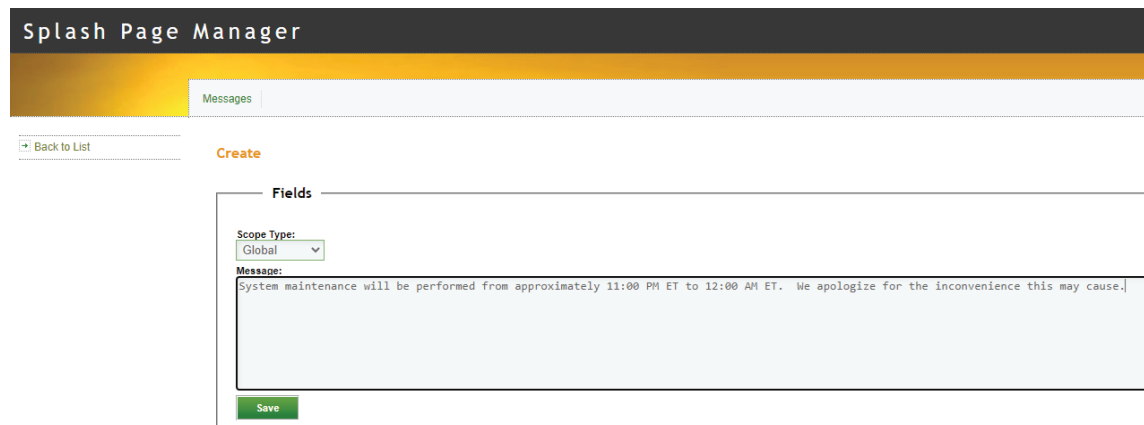 Splash Page Manager
Messages
Back to List
Create
Fields
Scope Type:
Global
Message:
System maintenance will be performed from approximately 11:00 PM ET to 12:00 AM ET.  We apologize for the inconvenience this may cause.
Save